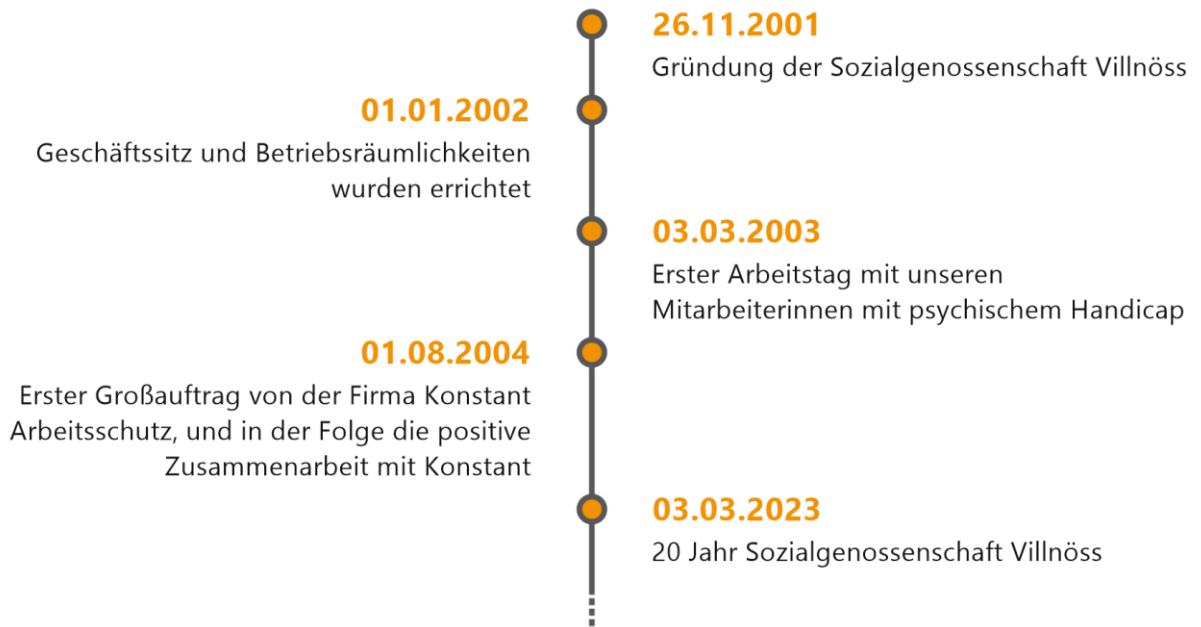 26.11.2001
Gründung der Sozialgenossenschaft Villnöss
01.01.2002
Geschäftssitz und Betriebsräumlichkeiten
wurden errichtet
03.03.2003
Erster Arbeitstag mit unseren
Mitarbeiterinnen mit psychischem Handicap
01.08.2004
Erster Großauftrag von der Firma Konstant
Arbeitsschutz, und in der Folge die positive
Zusammenarbeit mit Konstant
03.03.2023
20 Jahr Sozialgenossenschaft Villnöss